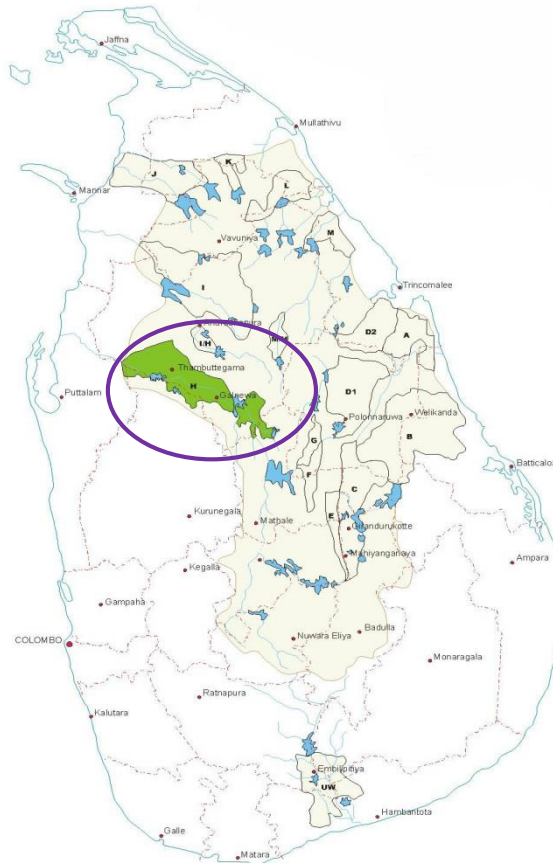 Jaffna
Mullathivu
K
J
L
Mannar
M
Vavuniya
I
Trincomalee
D2
A
I/H
Thambuttegama
H
Galnewa
D1
Puttalam
Polonnaruwa
Welikanda
G
B
F
Batticaloa
C
E
Kurunegala
Mathale
Girandurukotte
Mahiyanganaya
Ampara
Kegalla
Gampaha
Badulla
Nuwara Eliya
COLOMBO
Monaragala
Ratnapura
Kalutara
Embilipitiya
UW
Hambantota
Galle
Matara